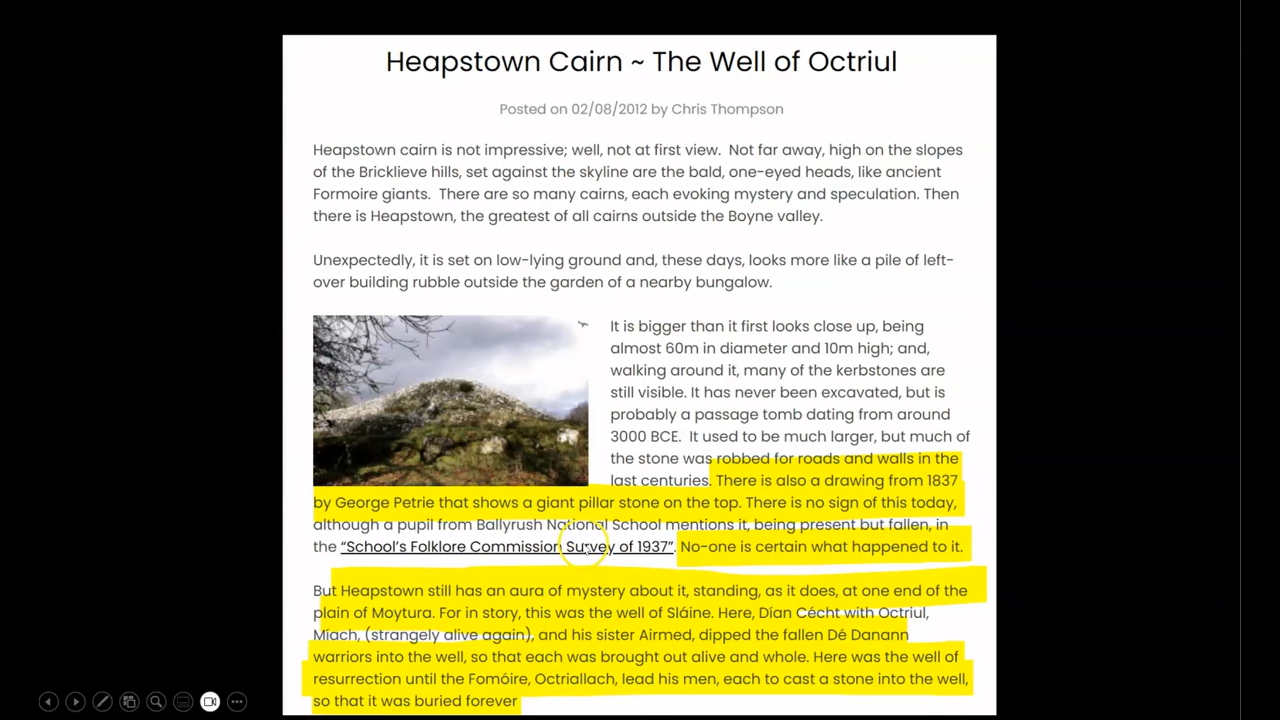 Heapstown Cairn ~ The Well of Octriul
Posted on 02/08/2012 by Chris Thompson
Heapstown cairn is not impressive; well, not at first view. Not far away, high on the slopes
of the Bricklieve hills, set against the skyline are the bald, one-eyed heads, like ancient
Formoire giants. There are so many cairns, each evoking mystery and speculation. Then
there is Heapstown, the greatest of all cairns outside the Boyne valley.
Unexpectedly, it is set on low-lying ground and, these days, looks more like a pile of left-
over building rubble outside the garden of a nearby bungalow.
It is bigger than it first looks close up, being
almost 60m in diameter and 10m high; and,
walking around it, many of the kerbstones are
still visible. It has never been excavated, but is
probably a passage tomb dating from around
3000 BCE. It used to be much larger, but much of
the stone was robbed for roads and walls in the
last centuries. There is also a drawing from 1837
by George Petrie that shows a giant pillar stone on the top. There is no sign of this today,
although a pupil from Ballyrush National School mentions it, being present but fallen, in
the “School’s Folklore Commission Survey of 1937”. No-one is certain what happened to it.
But Heapstown still has an aura of mystery about it, standing, as it does, at one end of the
plain of Moytura. For in story, this was the well of Sláine. Here, Dían Cécht with Octriul,
Míach, (strangely alive again), and his sister Airmed, dipped the fallen Dé Danann
warriors into the well, so that each was brought out alive and whole. Here was the well of
resurrection until the Fomóire, Octriallach, lead his men, each to cast a stone into the well,
so that it was buried forever